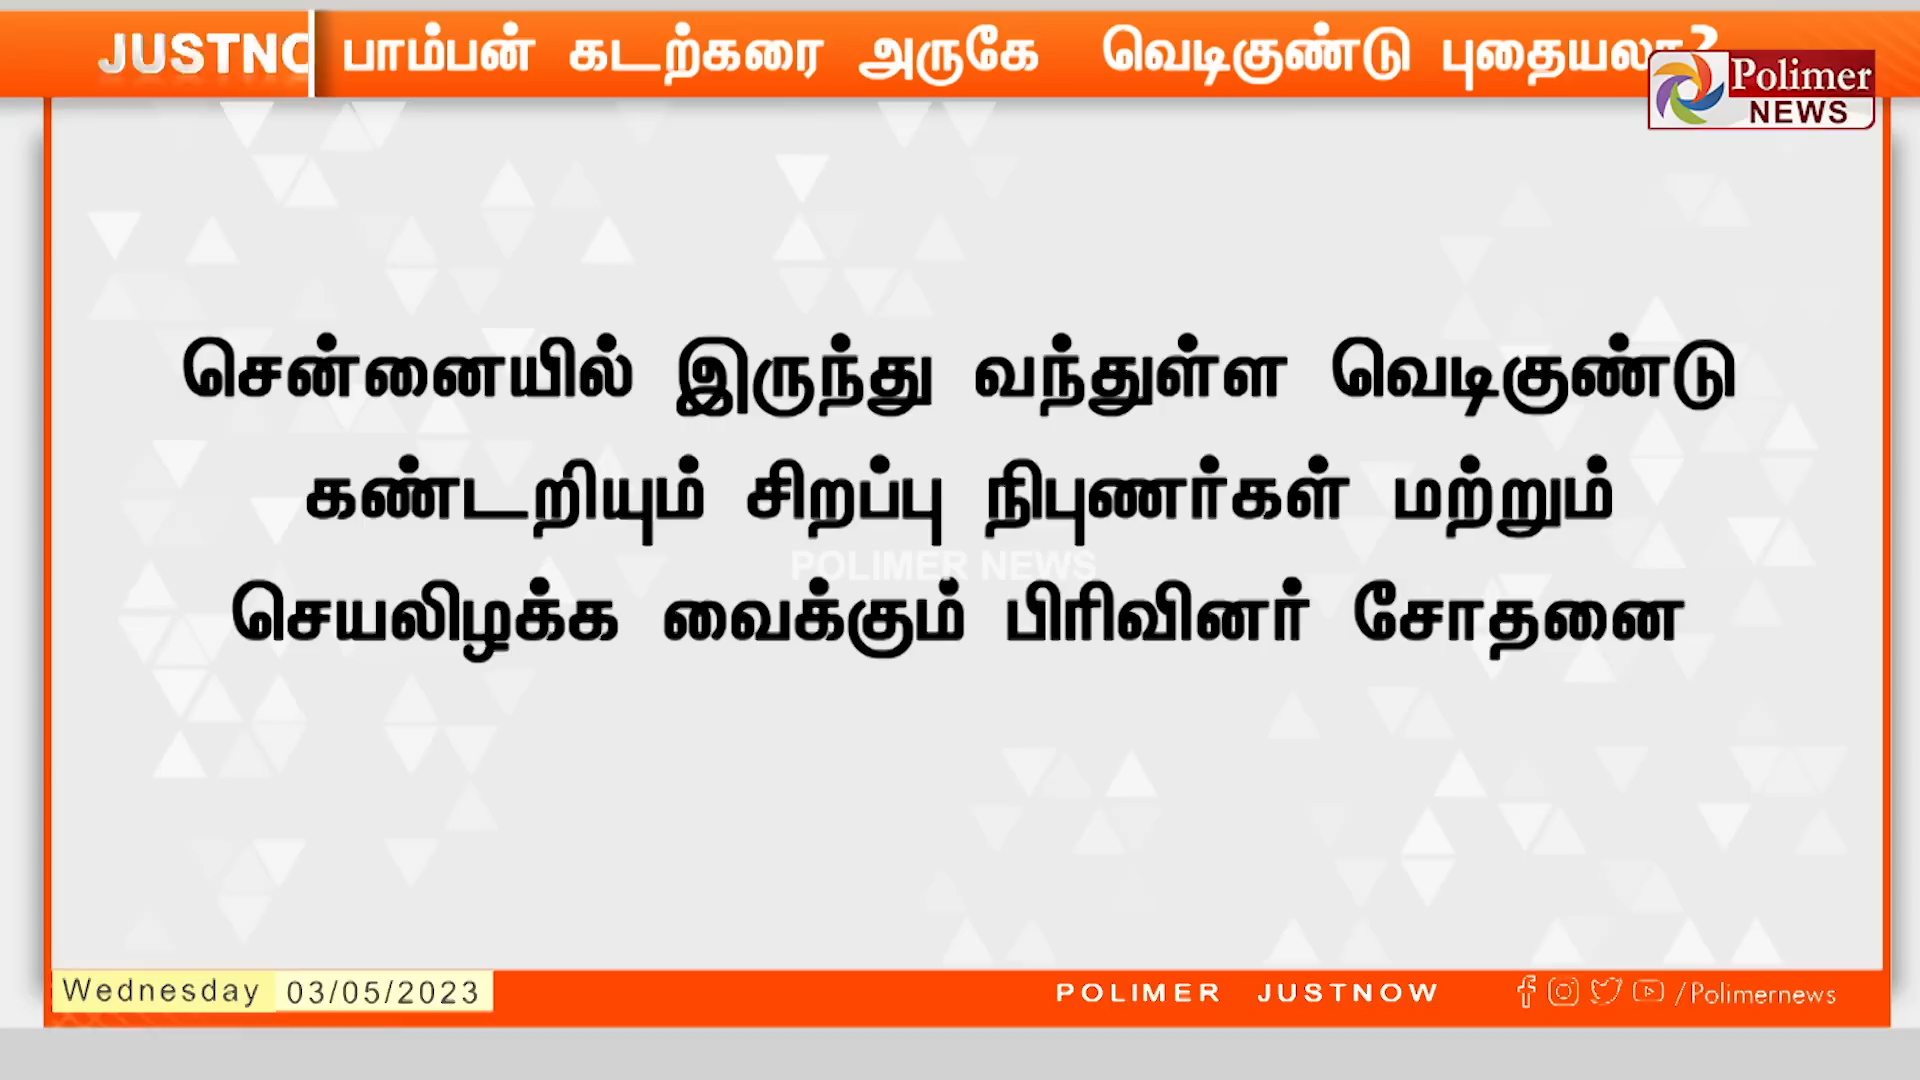 JUSTNO பாம்பன் கடற்கரை அருகே வெடிகுண்டு
Polimer
NEWS
சென்னையில் இருந்து வந்துள்ள வெடிகுண்டு
கண்டறியும் சிறப்பு நிபுணர்கள் மற்றும்
POLIMER NEWS
செயலிழக்க வைக்கும் பிரிவினர் சோதனை
Wednesday 03/05/2023 POLIMER JUSTNOW /Polimernews